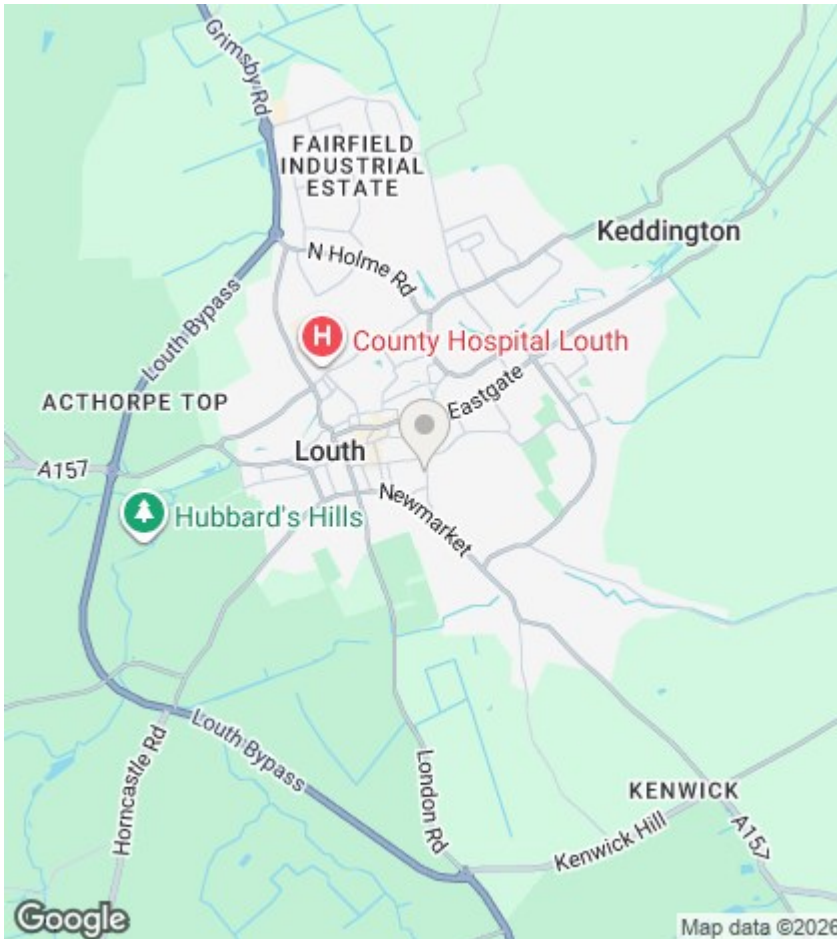 Grimsby Rd
FAIRFIELD
INDUSTRIAL
ESTATE
Keddington
N Holme Rd
Louth Bypass
H
County Hospital Louth
Eastgate
ACTHORPE TOP
Louth
A157
Newmarket
Hubbard's Hills
Louth Bypass
Horncastle Rd
London Rd
KENWICK
Kenwick Hill
A157
Google
Map data ©2026